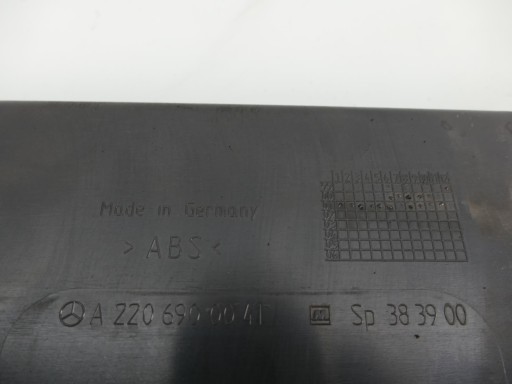 Made in Germany
>ABS<
A 220 690 00 41 Sp 38 39 00